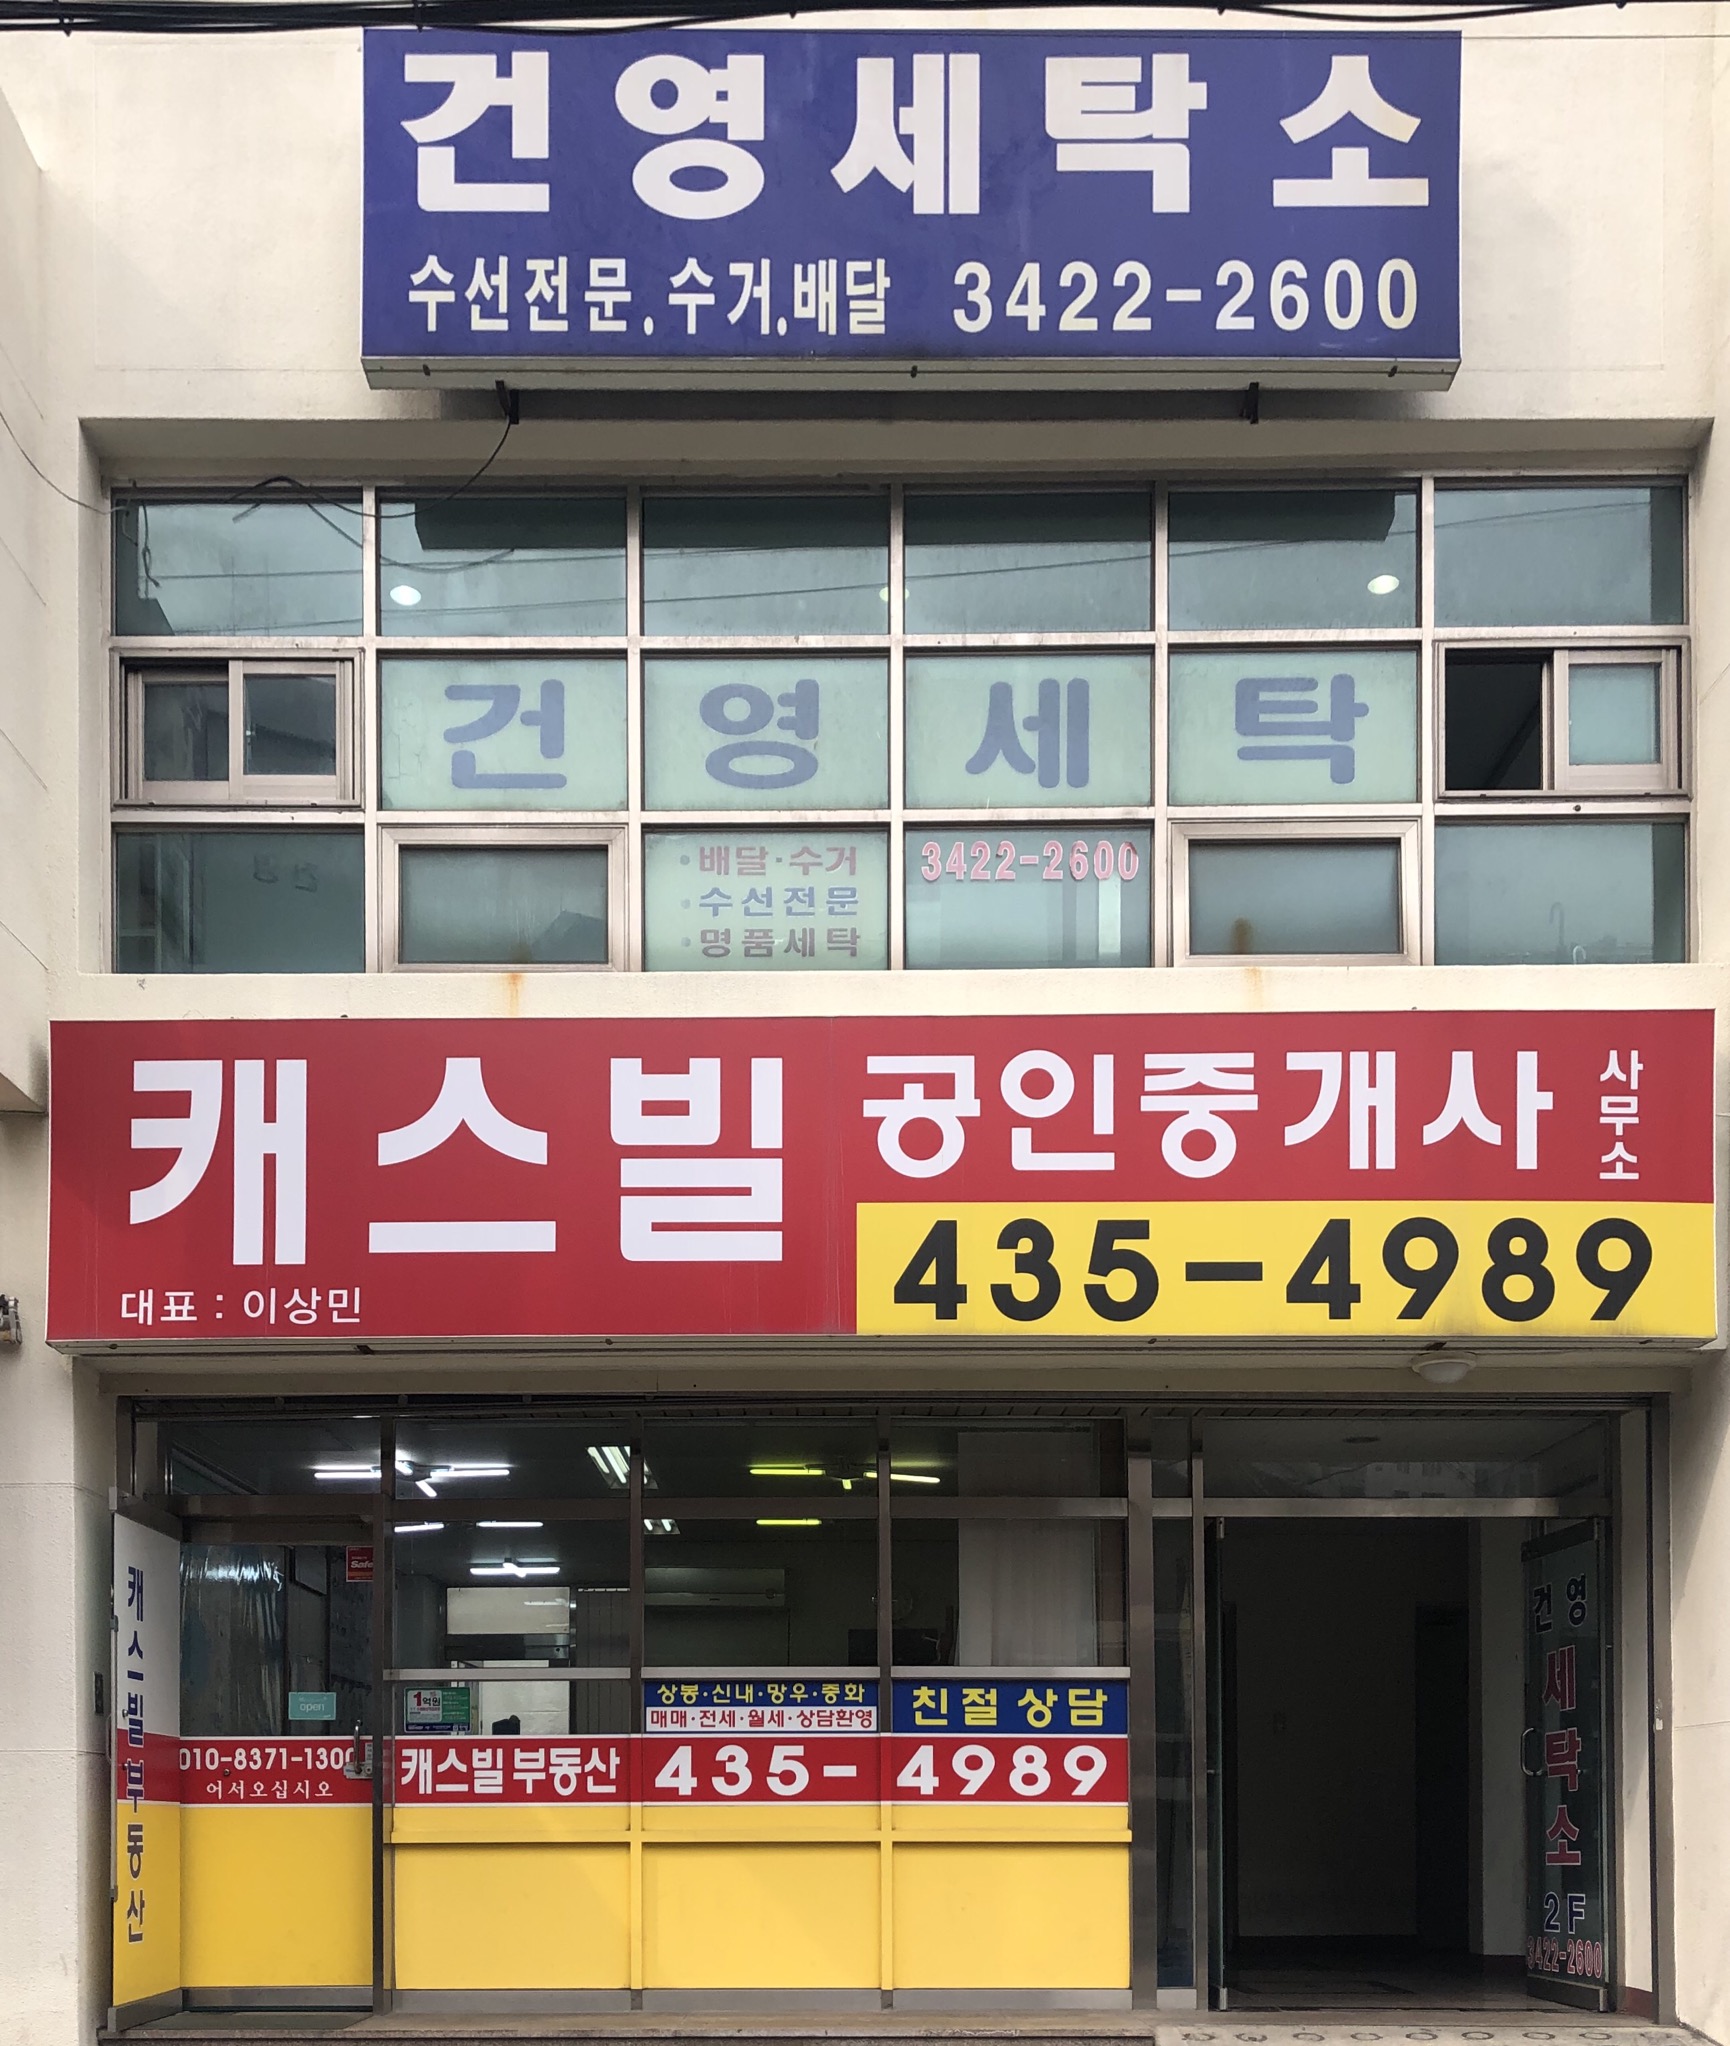 건영세탁소
수선전문.수거.배달 3422-2600
건영세탁
•배달·수거
•수선전문
•명품세탁
3422-2600
캐스빌 공인중개사 사무소
대표 : 이상민
435-4989
캐스빌부동산
Safe
open
010-8371-1300
어서오십시오
1억원
상봉·신내·망우·중화
매매·전세·월세·상담환영
친절상담
캐스빌부동산 435-4989
건영
세탁소
2F
3422-2600